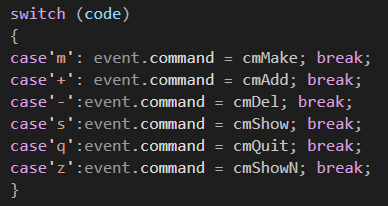 switch (code)
{
case'm': event.command = cmMake; break;
case'+': event.command = cmAdd; break;
case'-':event.command = cmDel; break;
case's':event.command = cmShow; break;
case'q':event.command = cmQuit; break;
case'z':event.command = cmShowN; break;
}